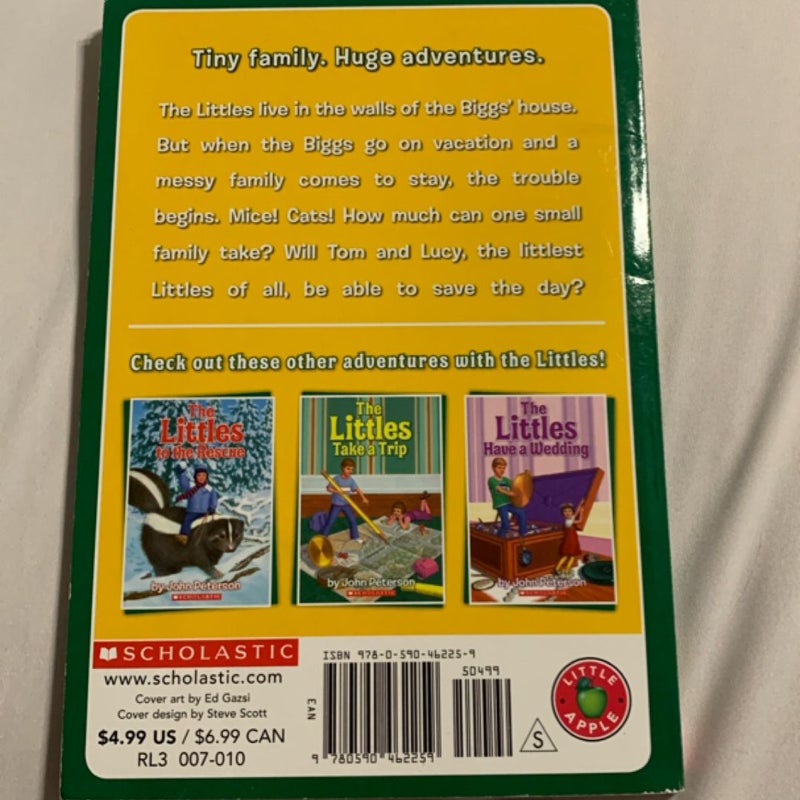 Tiny family. Huge adventures.
The Littles live in the walls of the Biggs' house.
But when the Biggs go on vacation and a
messy family comes to stay, the trouble
begins. Mice! Cats! How much can one small
family take? Will Tom and Lucy, the littlest
Littles of all, be able to save the day?
Check out these other adventures with the Littles!
The
Littles
to the Rescue
by John Peterson
SCHOLASTIC
The
Littles
Take a Trip
by John Peterson
SCHOLASTIC
The
Littles
Have a Wedding
by John Peterson
SCHOLASTIC
SCHOLASTIC
www.scholastic.com
Cover art by Ed Gazsi
Cover design by Steve Scott
$4.99 US / $6.99 CAN
RL3 007-010
ISBN 978-0-590-46225-9
50499
EAN
9 780590 462259
S
LITTLE
APPLE